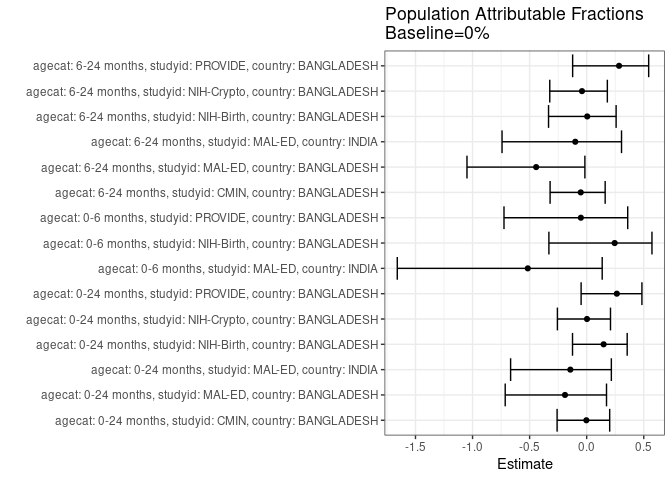 Population Attributable Fractions
Baseline=0%
agecat: 6-24 months, studyid: PROVIDE, country: BANGLADESH
agecat: 6-24 months, studyid: NIH-Crypto, country: BANGLADESH
agecat: 6-24 months, studyid: NIH-Birth, country: BANGLADESH
agecat: 6-24 months, studyid: MAL-ED, country: INDIA
agecat: 6-24 months, studyid: MAL-ED, country: BANGLADESH
agecat: 6-24 months, studyid: CMIN, country: BANGLADESH
agecat: 0-6 months, studyid: PROVIDE, country: BANGLADESH
agecat: 0-6 months, studyid: NIH-Birth, country: BANGLADESH
agecat: 0-6 months, studyid: MAL-ED, country: INDIA
agecat: 0-24 months, studyid: PROVIDE, country: BANGLADESH
agecat: 0-24 months, studyid: NIH-Crypto, country: BANGLADESH
agecat: 0-24 months, studyid: NIH-Birth, country: BANGLADESH
agecat: 0-24 months, studyid: MAL-ED, country: INDIA
agecat: 0-24 months, studyid: MAL-ED, country: BANGLADESH
agecat: 0-24 months, studyid: CMIN, country: BANGLADESH
-1.5 -1.0 -0.5 0.0 0.5
Estimate